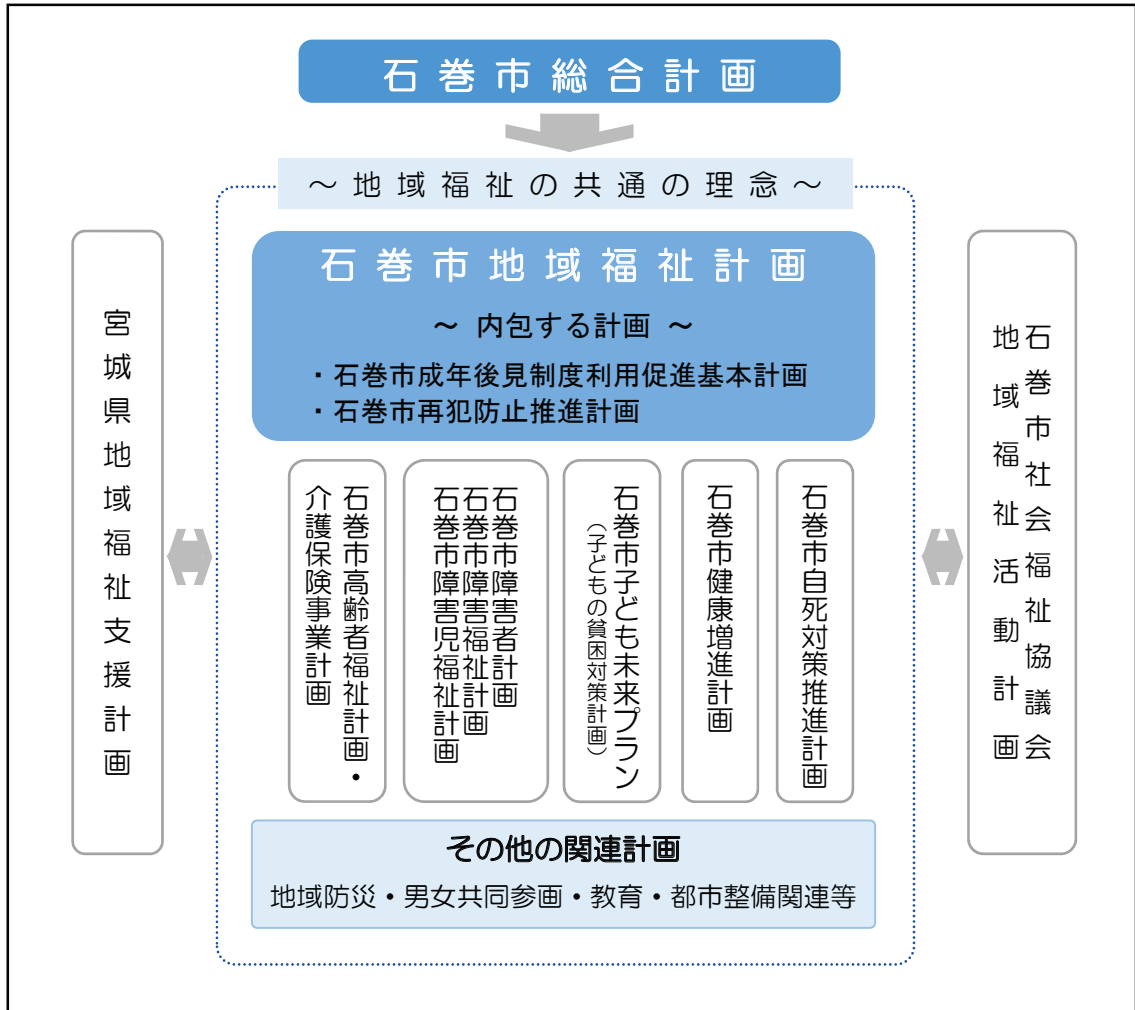 石巻市総合計画
～地域福祉の共通の理念～
石巻市地域福祉計画
～ 内包する計画 ～
・石巻市成年後見制度利用促進基本計画
・石巻市再犯防止推進計画
宮城県地域福祉支援計画
石巻市高齢者福祉計画・
介護保険事業計画
石巻市障害者計画
石巻市障害福祉計画
石巻市障害児福祉計画
石巻市子ども未来プラン
（子どもの貧困対策計画）
石巻市健康増進計画
石巻市自死対策推進計画
石巻市社会福祉協議会
地域福祉活動計画
その他の関連計画
地域防災・男女共同参画・教育・都市整備関連等